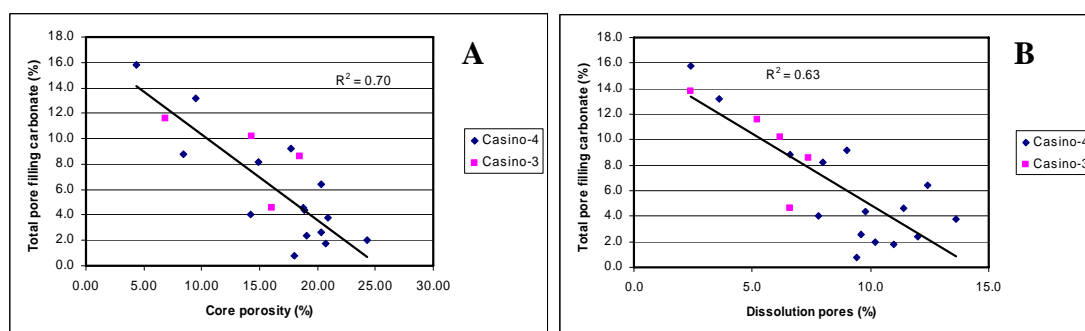 A
Total pore filling carbonate (%)
18.0
16.0
14.0
12.0
10.0
8.0
6.0
4.0
2.0
0.0
R² = 0.70
Casino-4
Casino-3
0.00 5.00 10.00 15.00 20.00 25.00 30.00
Core porosity (%)
B
Total pore filling carbonate (%)
18.0
16.0
14.0
12.0
10.0
8.0
6.0
4.0
2.0
0.0
R² = 0.63
Casino-4
Casino-3
0.0 5.0 10.0 15.0
Dissolution pores (%)